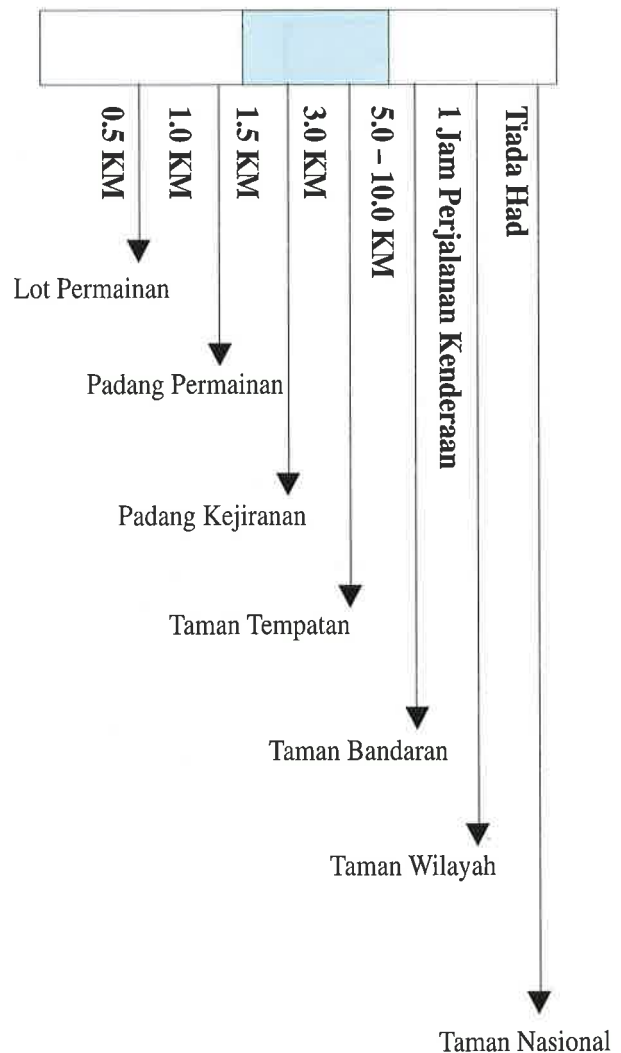 0.5 KM
1.0 KM
1.5 KM
3.0 KM
5.0 – 10.0 KM
1 Jam Perjalanan Kenderaan
Tiada Had
Lot Permainan
Padang Permainan
Padang Kejiranan
Taman Tempatan
Taman Bandaran
Taman Wilayah
Taman Nasional